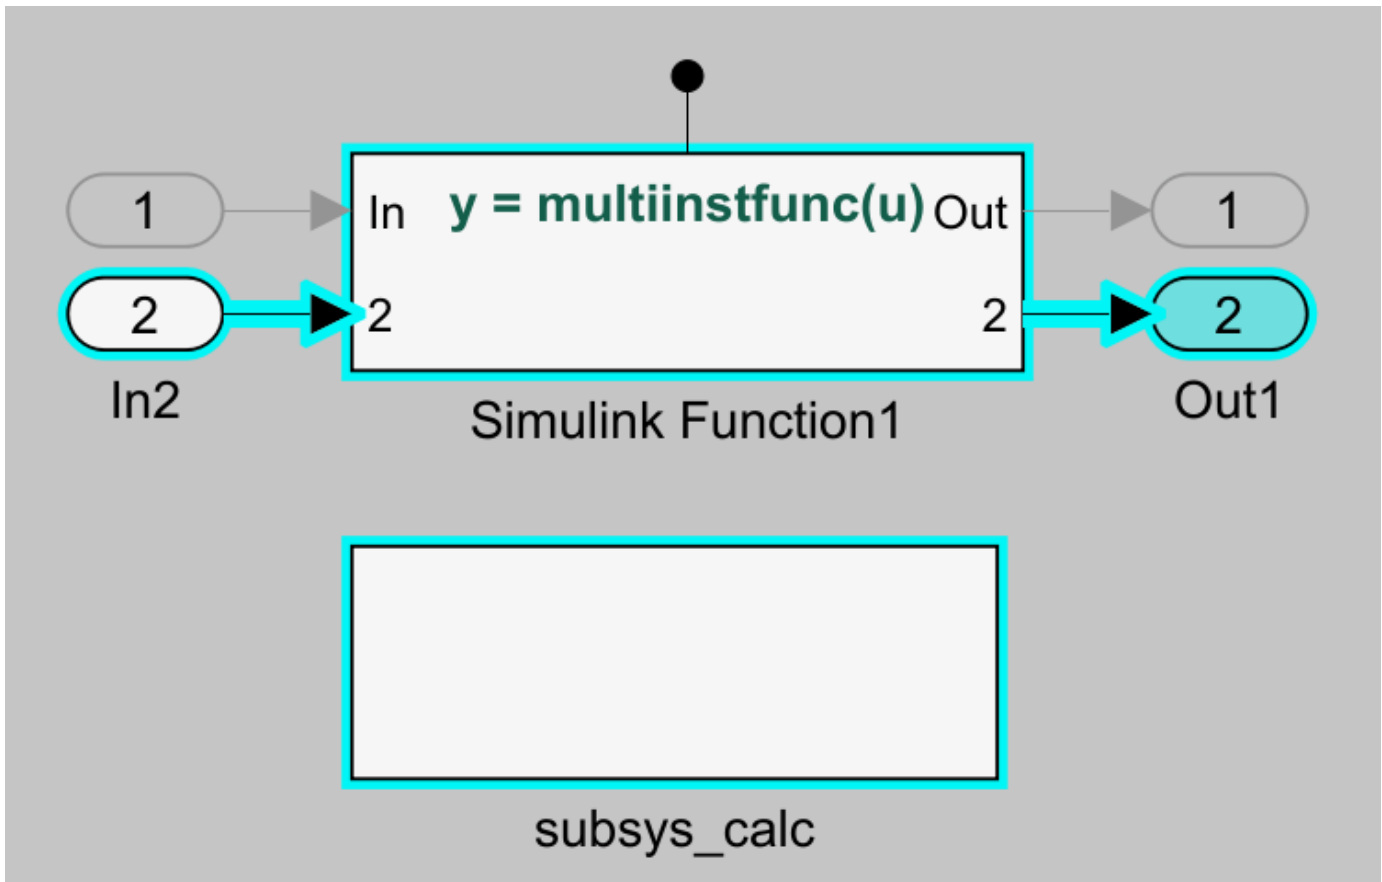 1 In y = multiinstfunc(u) Out 1
2 2 2 2
In2 Simulink Function1 Out1
subsys_calc